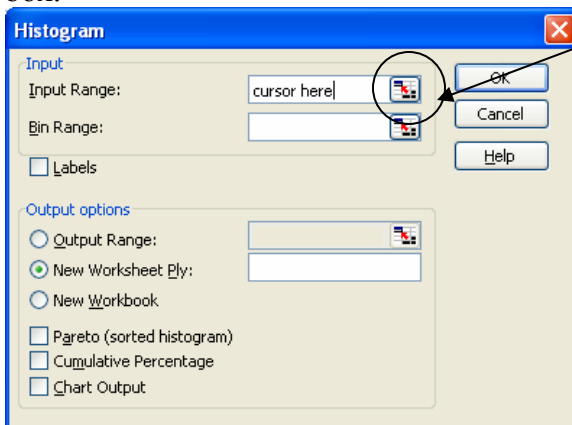 Histogram
Input
Input Range: cursor here OK
Bin Range: Cancel
Labels Help
Output options
Output Range:
New Worksheet Ply:
New Workbook
Pareto (sorted histogram)
Cumulative Percentage
Chart Output